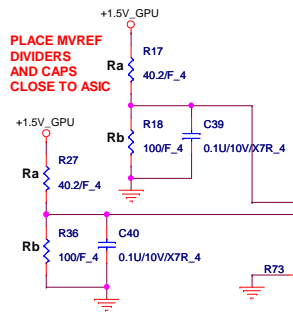 +1.5V_GPU
PLACE MVREF
DIVIDERS
AND CAPS
CLOSE TO ASIC
Ra
R17
40.2/F_4
Rb
R18
100/F_4
C39
0.1U/10V/X7R_4
+1.5V_GPU
Ra
R27
40.2/F_4
Rb
R36
100/F_4
C40
0.1U/10V/X7R_4
R73